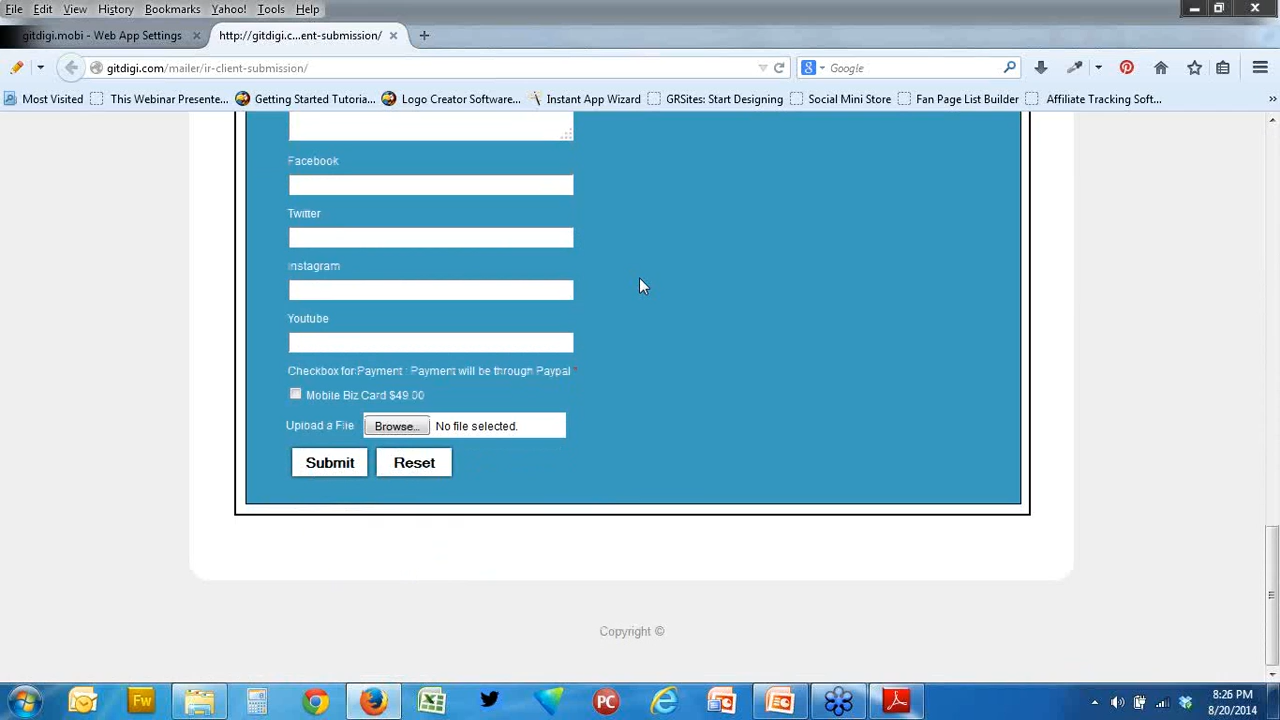 File Edit View History Bookmarks Yahoo! Tools Help
gitdigi.mobi - Web App Settings http://gitdigi.c...ent-submission/
gitdigi.com/mailer/ir-client-submission/ Google
Most Visited This Webinar Presente... Getting Started Tutoria... Logo Creator Software... Instant App Wizard GRSites: Start Designing Social Mini Store Fan Page List Builder Affiliate Tracking Soft...
Facebook
Twitter
Instagram
Youtube
Checkbox for Payment : Payment will be through Paypal *
Mobile Biz Card $49.00
Upload a File Browse... No file selected.
Submit Reset
Copyright ©
Fw PC
8:26 PM
8/20/2014